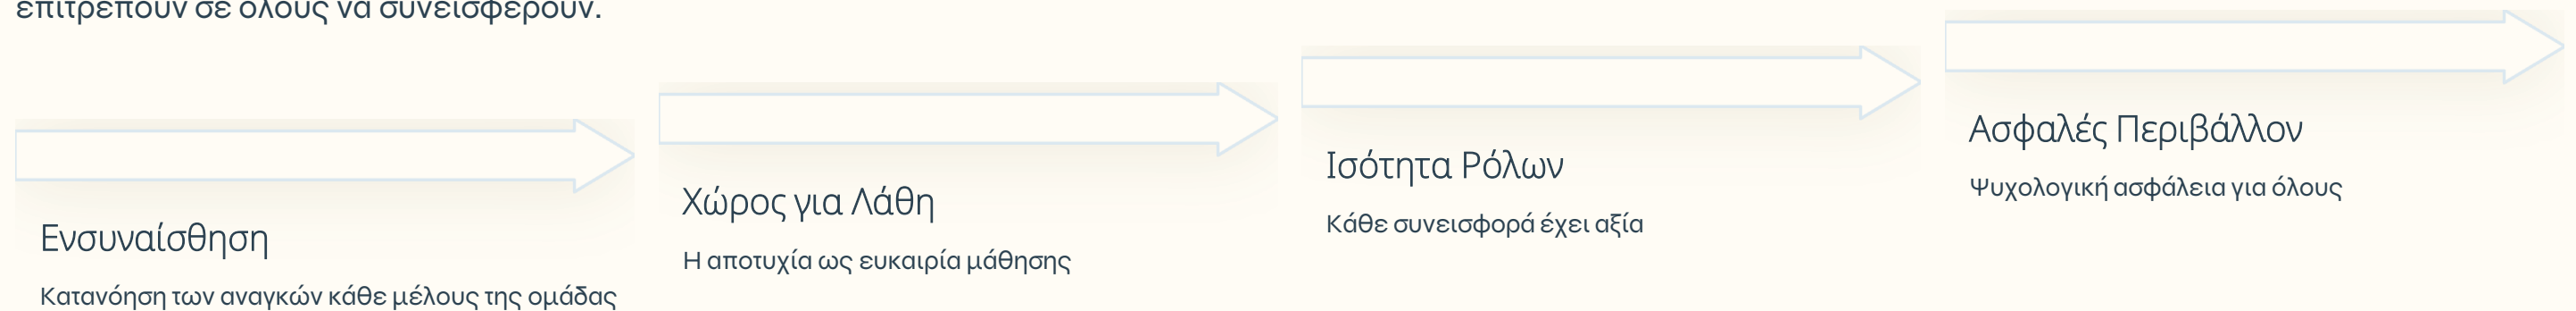 επιτρέπουν σε όλους να συνεισφέρουν.
Ενσυναίσθηση
Κατανόηση των αναγκών κάθε μέλους της ομάδας
Χώρος για Λάθη
Η αποτυχία ως ευκαιρία μάθησης
Ισότητα Ρόλων
Κάθε συνεισφορά έχει αξία
Ασφαλές Περιβάλλον
Ψυχολογική ασφάλεια για όλους